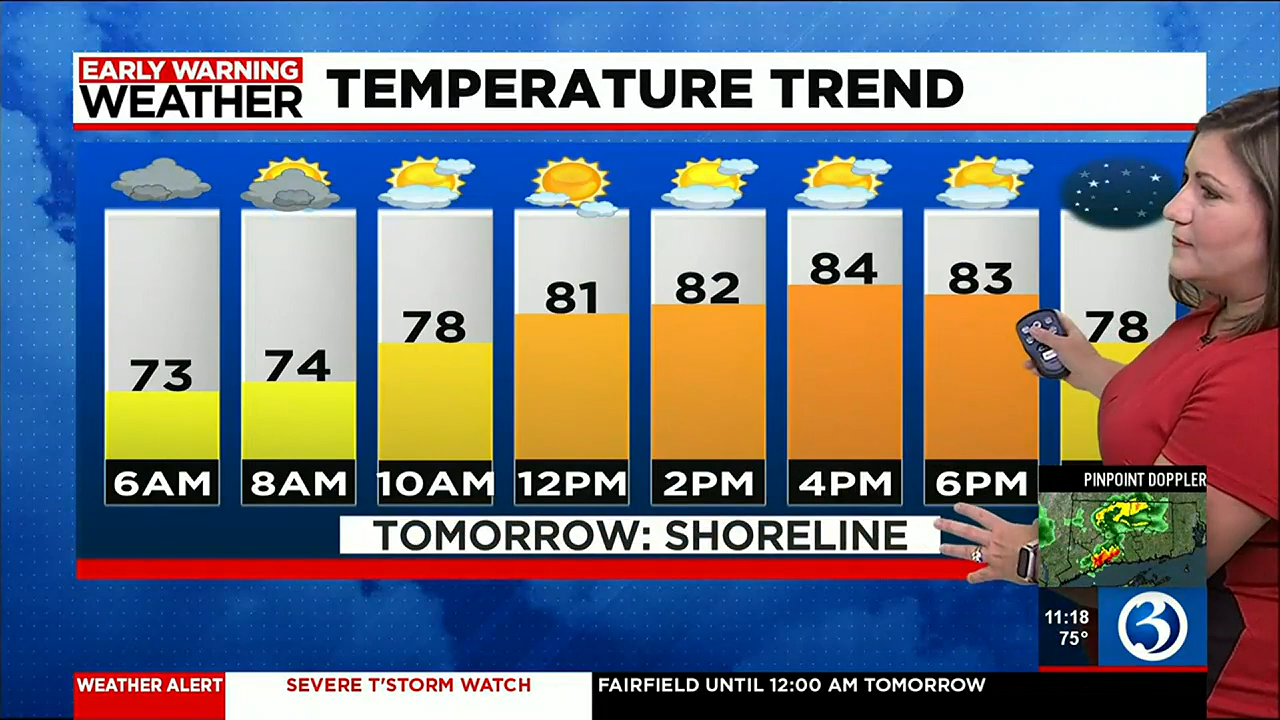 EARLY WARNING
WEATHER
TEMPERATURE TREND
73
74
78
81
82
84
83
78
6AM
8AM
10AM
12PM
2PM
4PM
6PM
TOMORROW: SHORELINE
PINPOINT DOPPLER
11:18
75°
3
WEATHER ALERT
SEVERE T'STORM WATCH
FAIRFIELD UNTIL 12:00 AM TOMORROW